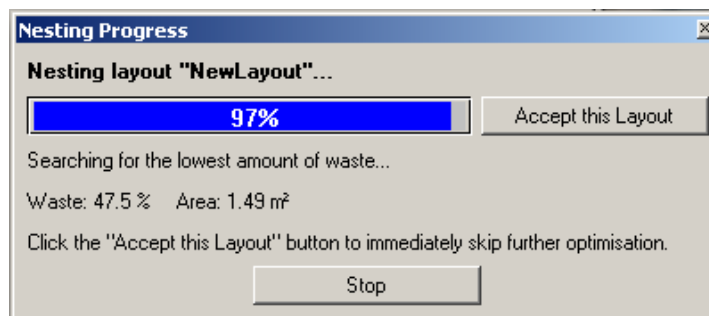 Nesting Progress
Nesting layout "NewLayout"...
97%
Accept this Layout
Searching for the lowest amount of waste...
Waste: 47.5 % Area: 1.49 m²
Click the "Accept this Layout" button to immediately skip further optimisation.
Stop